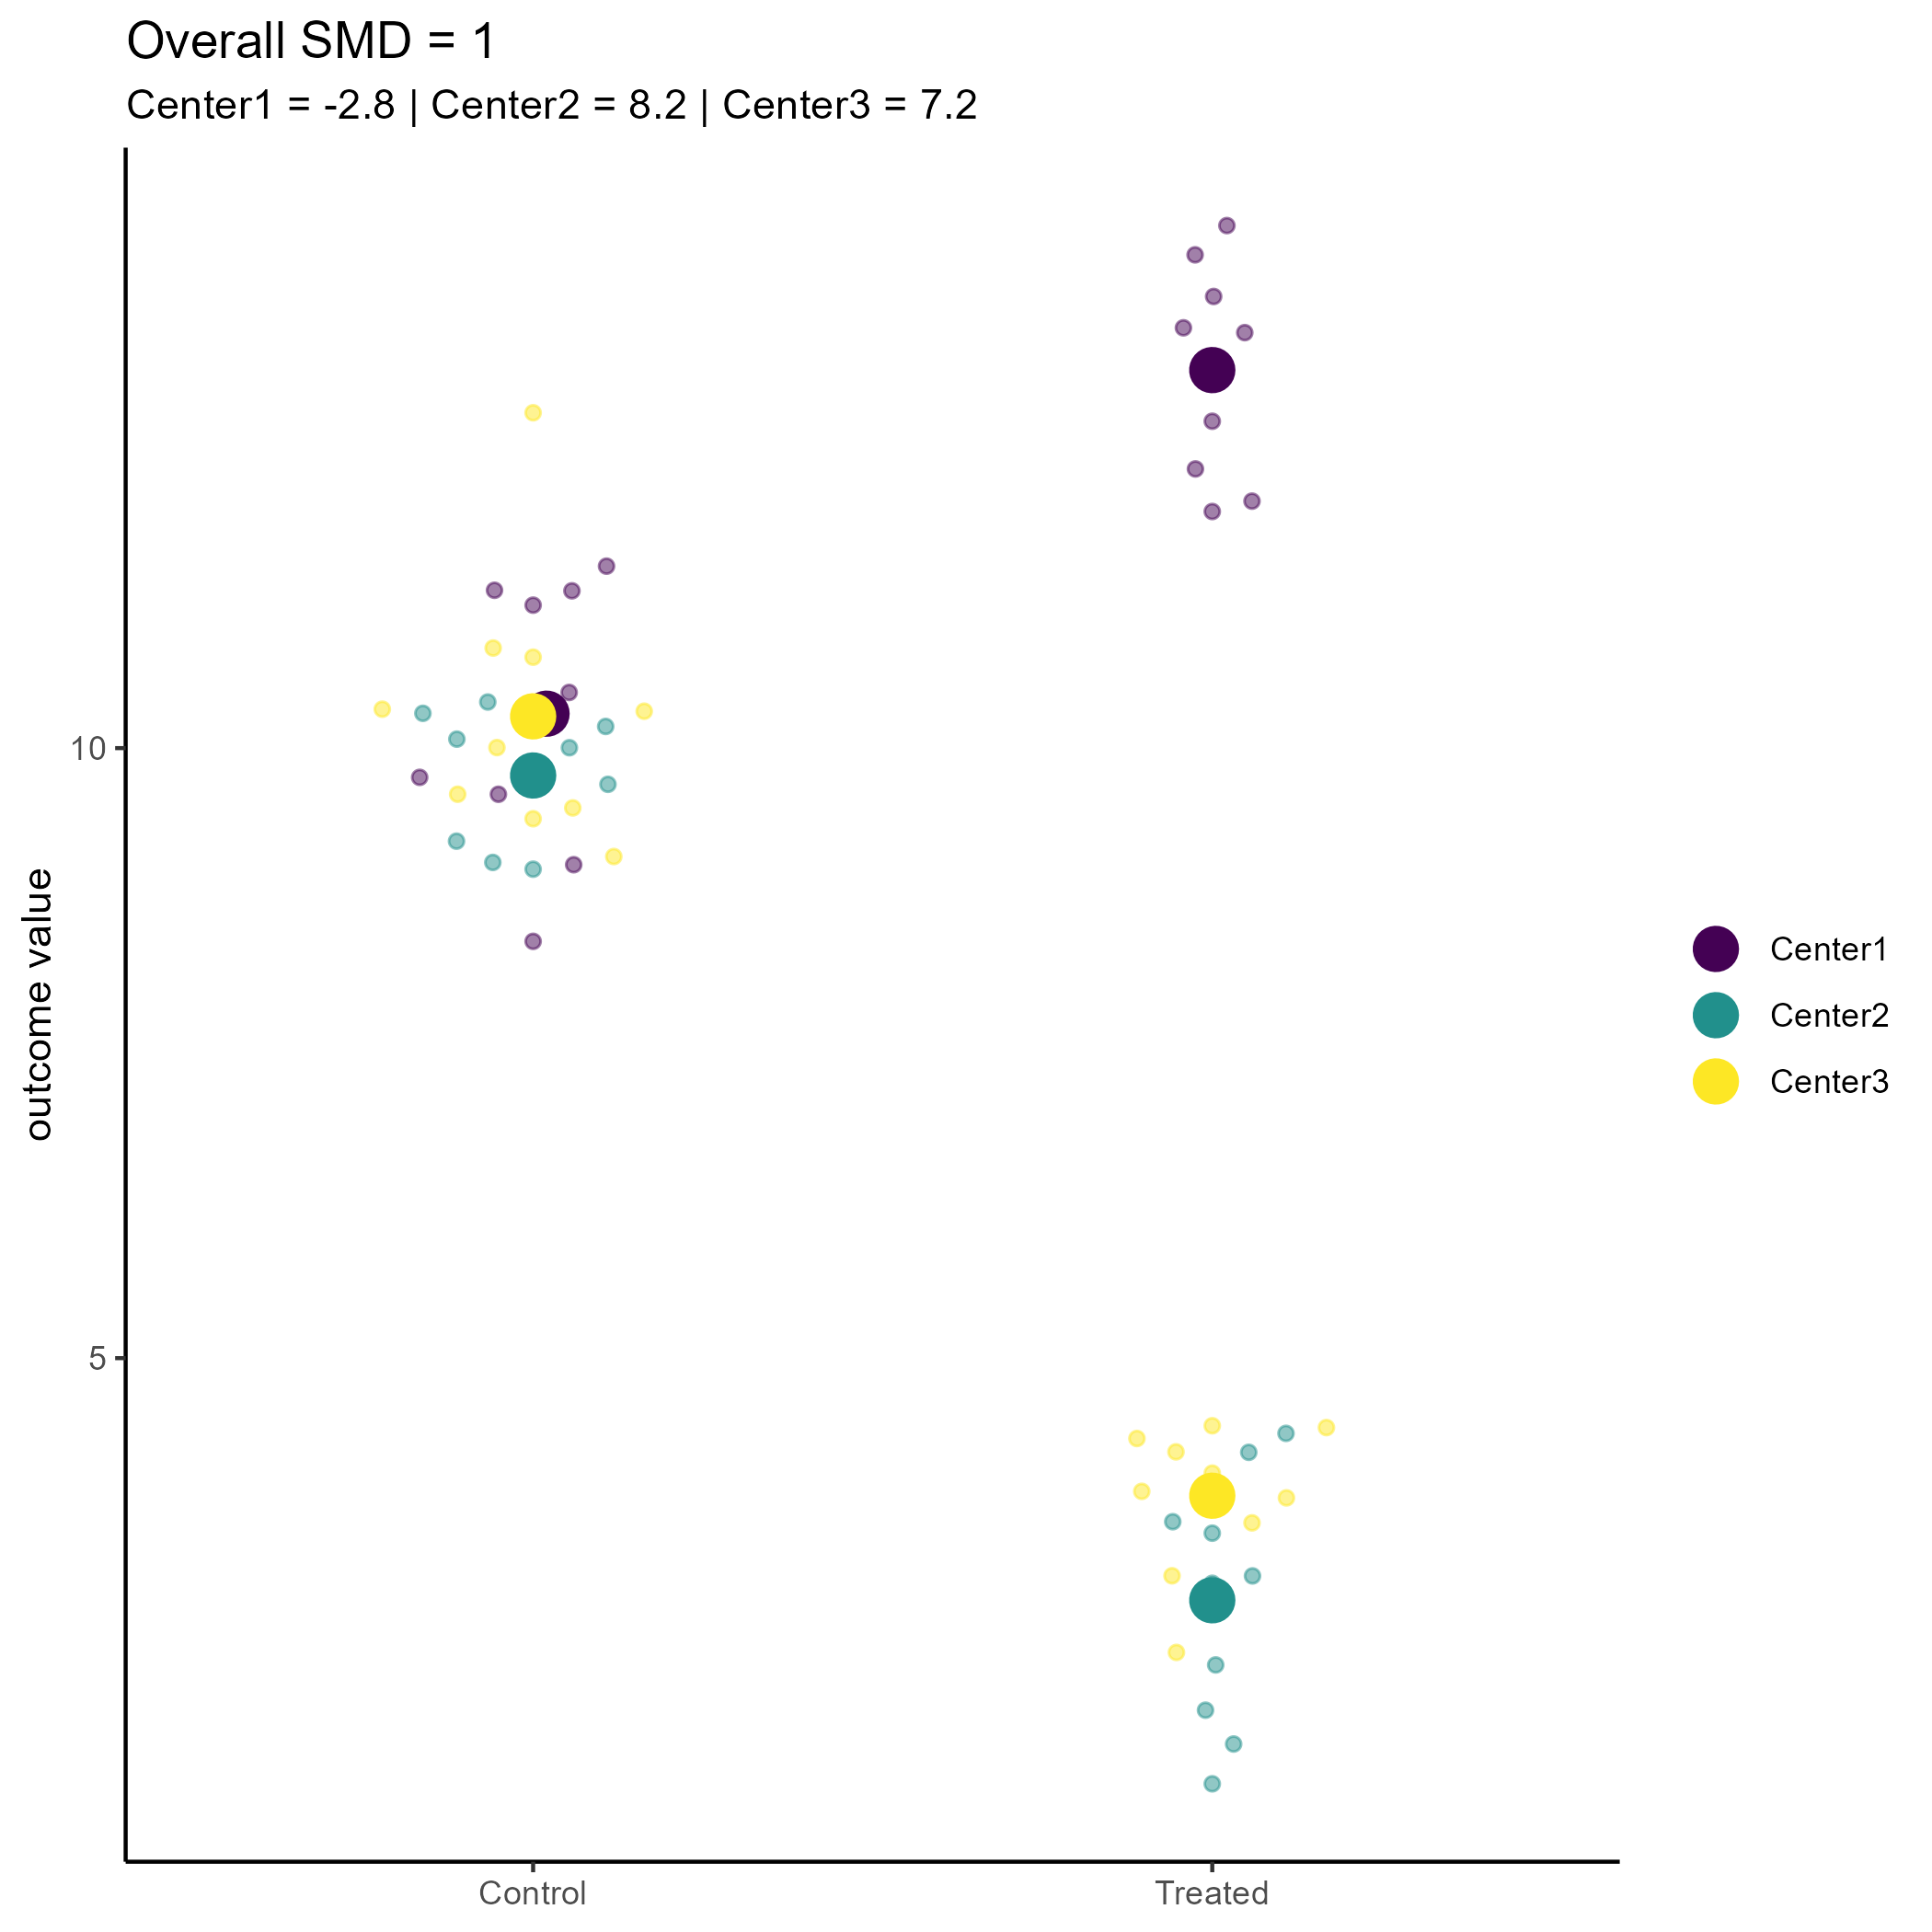 Overall SMD = 1
Center1 = -2.8 | Center2 = 8.2 | Center3 = 7.2
outcome value
10
5
Control
Treated
Center1
Center2
Center3